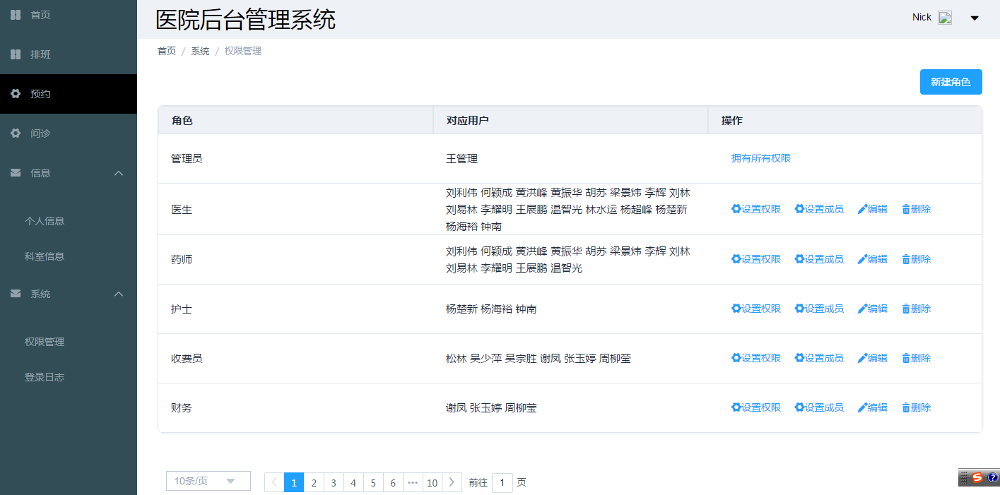 首页
排班
预约
问诊
信息
个人信息
科室信息
系统
权限管理
登录日志
医院后台管理系统
Nick
首页 / 系统 / 权限管理
新建角色
角色 对应用户 操作
管理员 王管理 拥有所有权限
医生
刘利伟 何颖成 黄洪峰 黄振华 胡苏 梁景炜 李辉 刘林
刘易林 李耀明 王展鹏 温智光 林水运 杨超峰 杨楚新
杨海裕 钟南
设置权限 设置成员 编辑 删除
药师
刘利伟 何颖成 黄洪峰 黄振华 胡苏 梁景炜 李辉 刘林
刘易林 李耀明 王展鹏 温智光
设置权限 设置成员 编辑 删除
护士 杨楚新 杨海裕 钟南 设置权限 设置成员 编辑 删除
收费员 松林 吴少萍 吴宗胜 谢凤 张玉婷 周柳莹 设置权限 设置成员 编辑 删除
财务 谢凤 张玉婷 周柳莹 设置权限 设置成员 编辑 删除
10条/页 1 2 3 4 5 6 ••• 10 前往 1 页
S ?